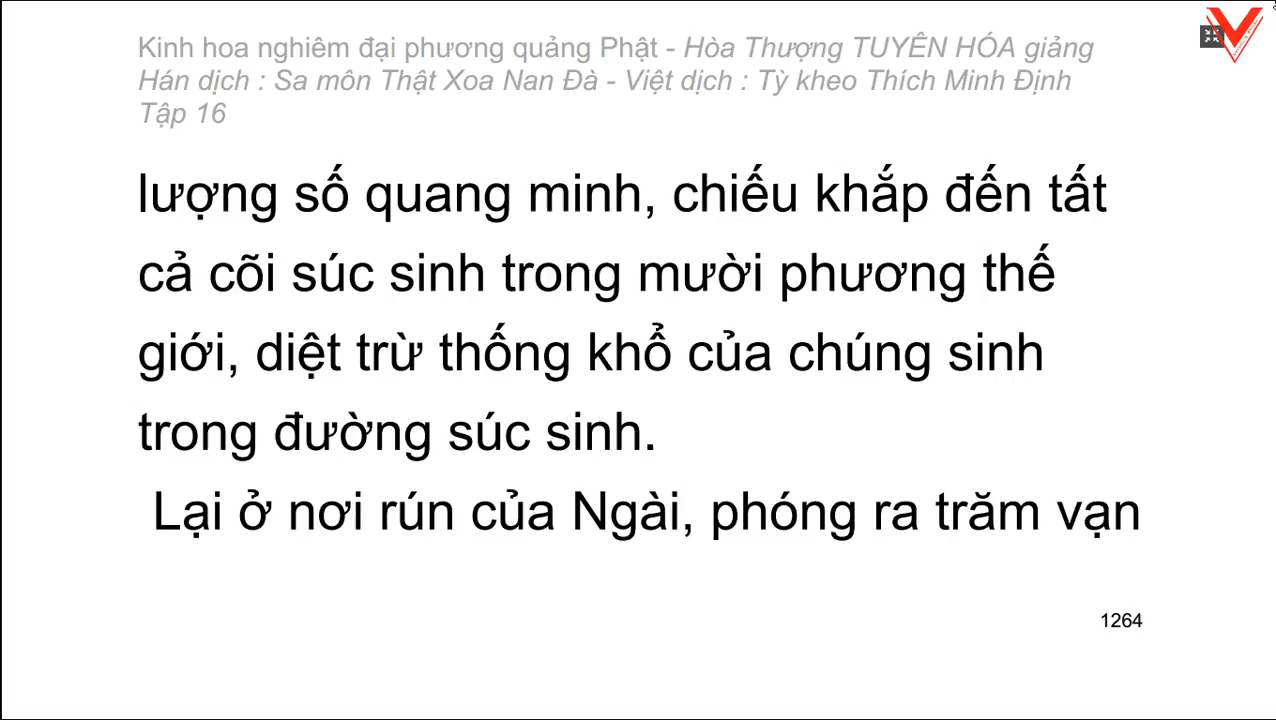 Kinh hoa nghiêm đại phương quảng Phật - Hòa Thượng TUYÊN HÓA giảng
Hán dịch : Sa môn Thật Xoa Nan Đà - Việt dịch : Tỳ kheo Thích Minh Định
Tập 16
lượng số quang minh, chiếu khắp đến tất
cả cõi súc sinh trong mười phương thế
giới, diệt trừ thống khổ của chúng sinh
trong đường súc sinh.
Lại ở nơi rún của Ngài, phóng ra trăm vạn
1264